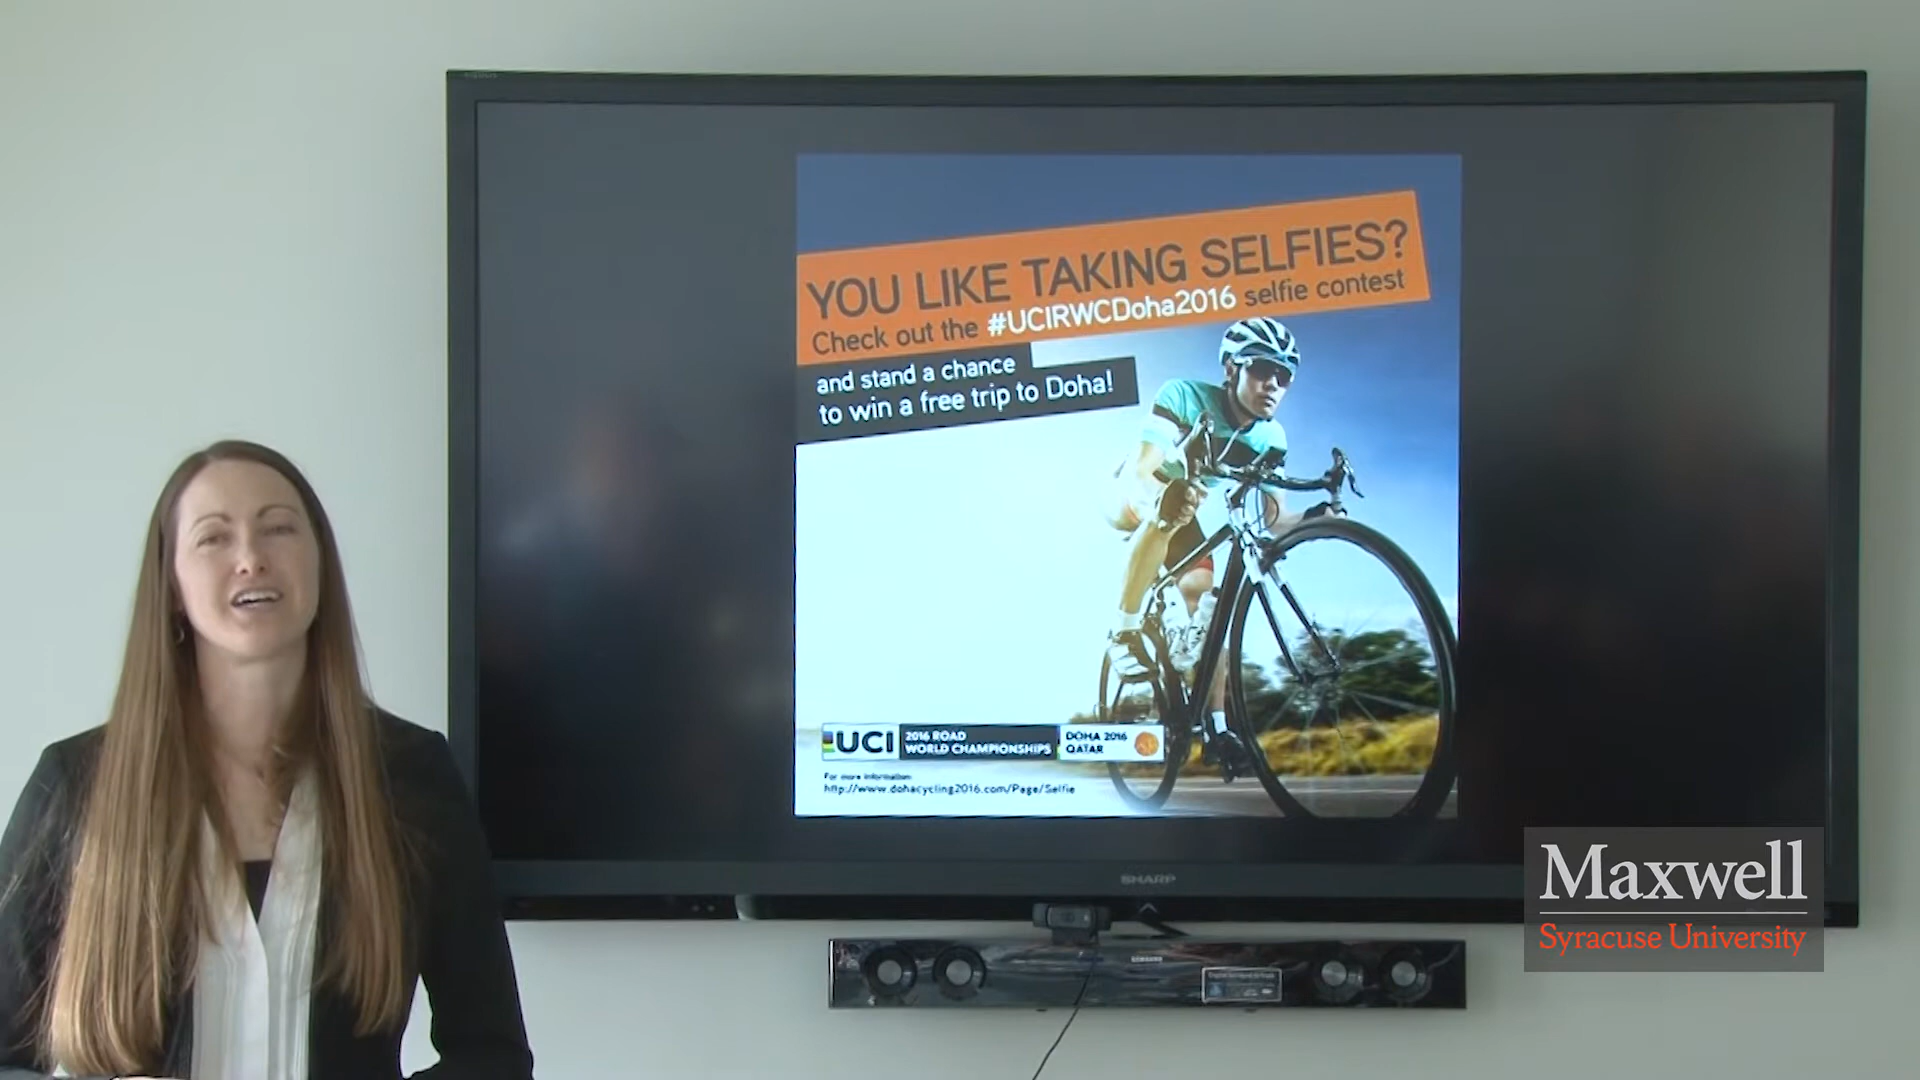 YOU LIKE TAKING SELFIES?
Check out the #UCIRWCDoha2016 selfie contest
and stand a chance
to win a free trip to Doha!
UCI
2016 ROAD
WORLD CHAMPIONSHIPS
DOHA 2016
QATAR
For more information:
http://www.dohacycling2016.com/Page/Selfie
SHARP
SAMSUNG
Maxwell
Syracuse University